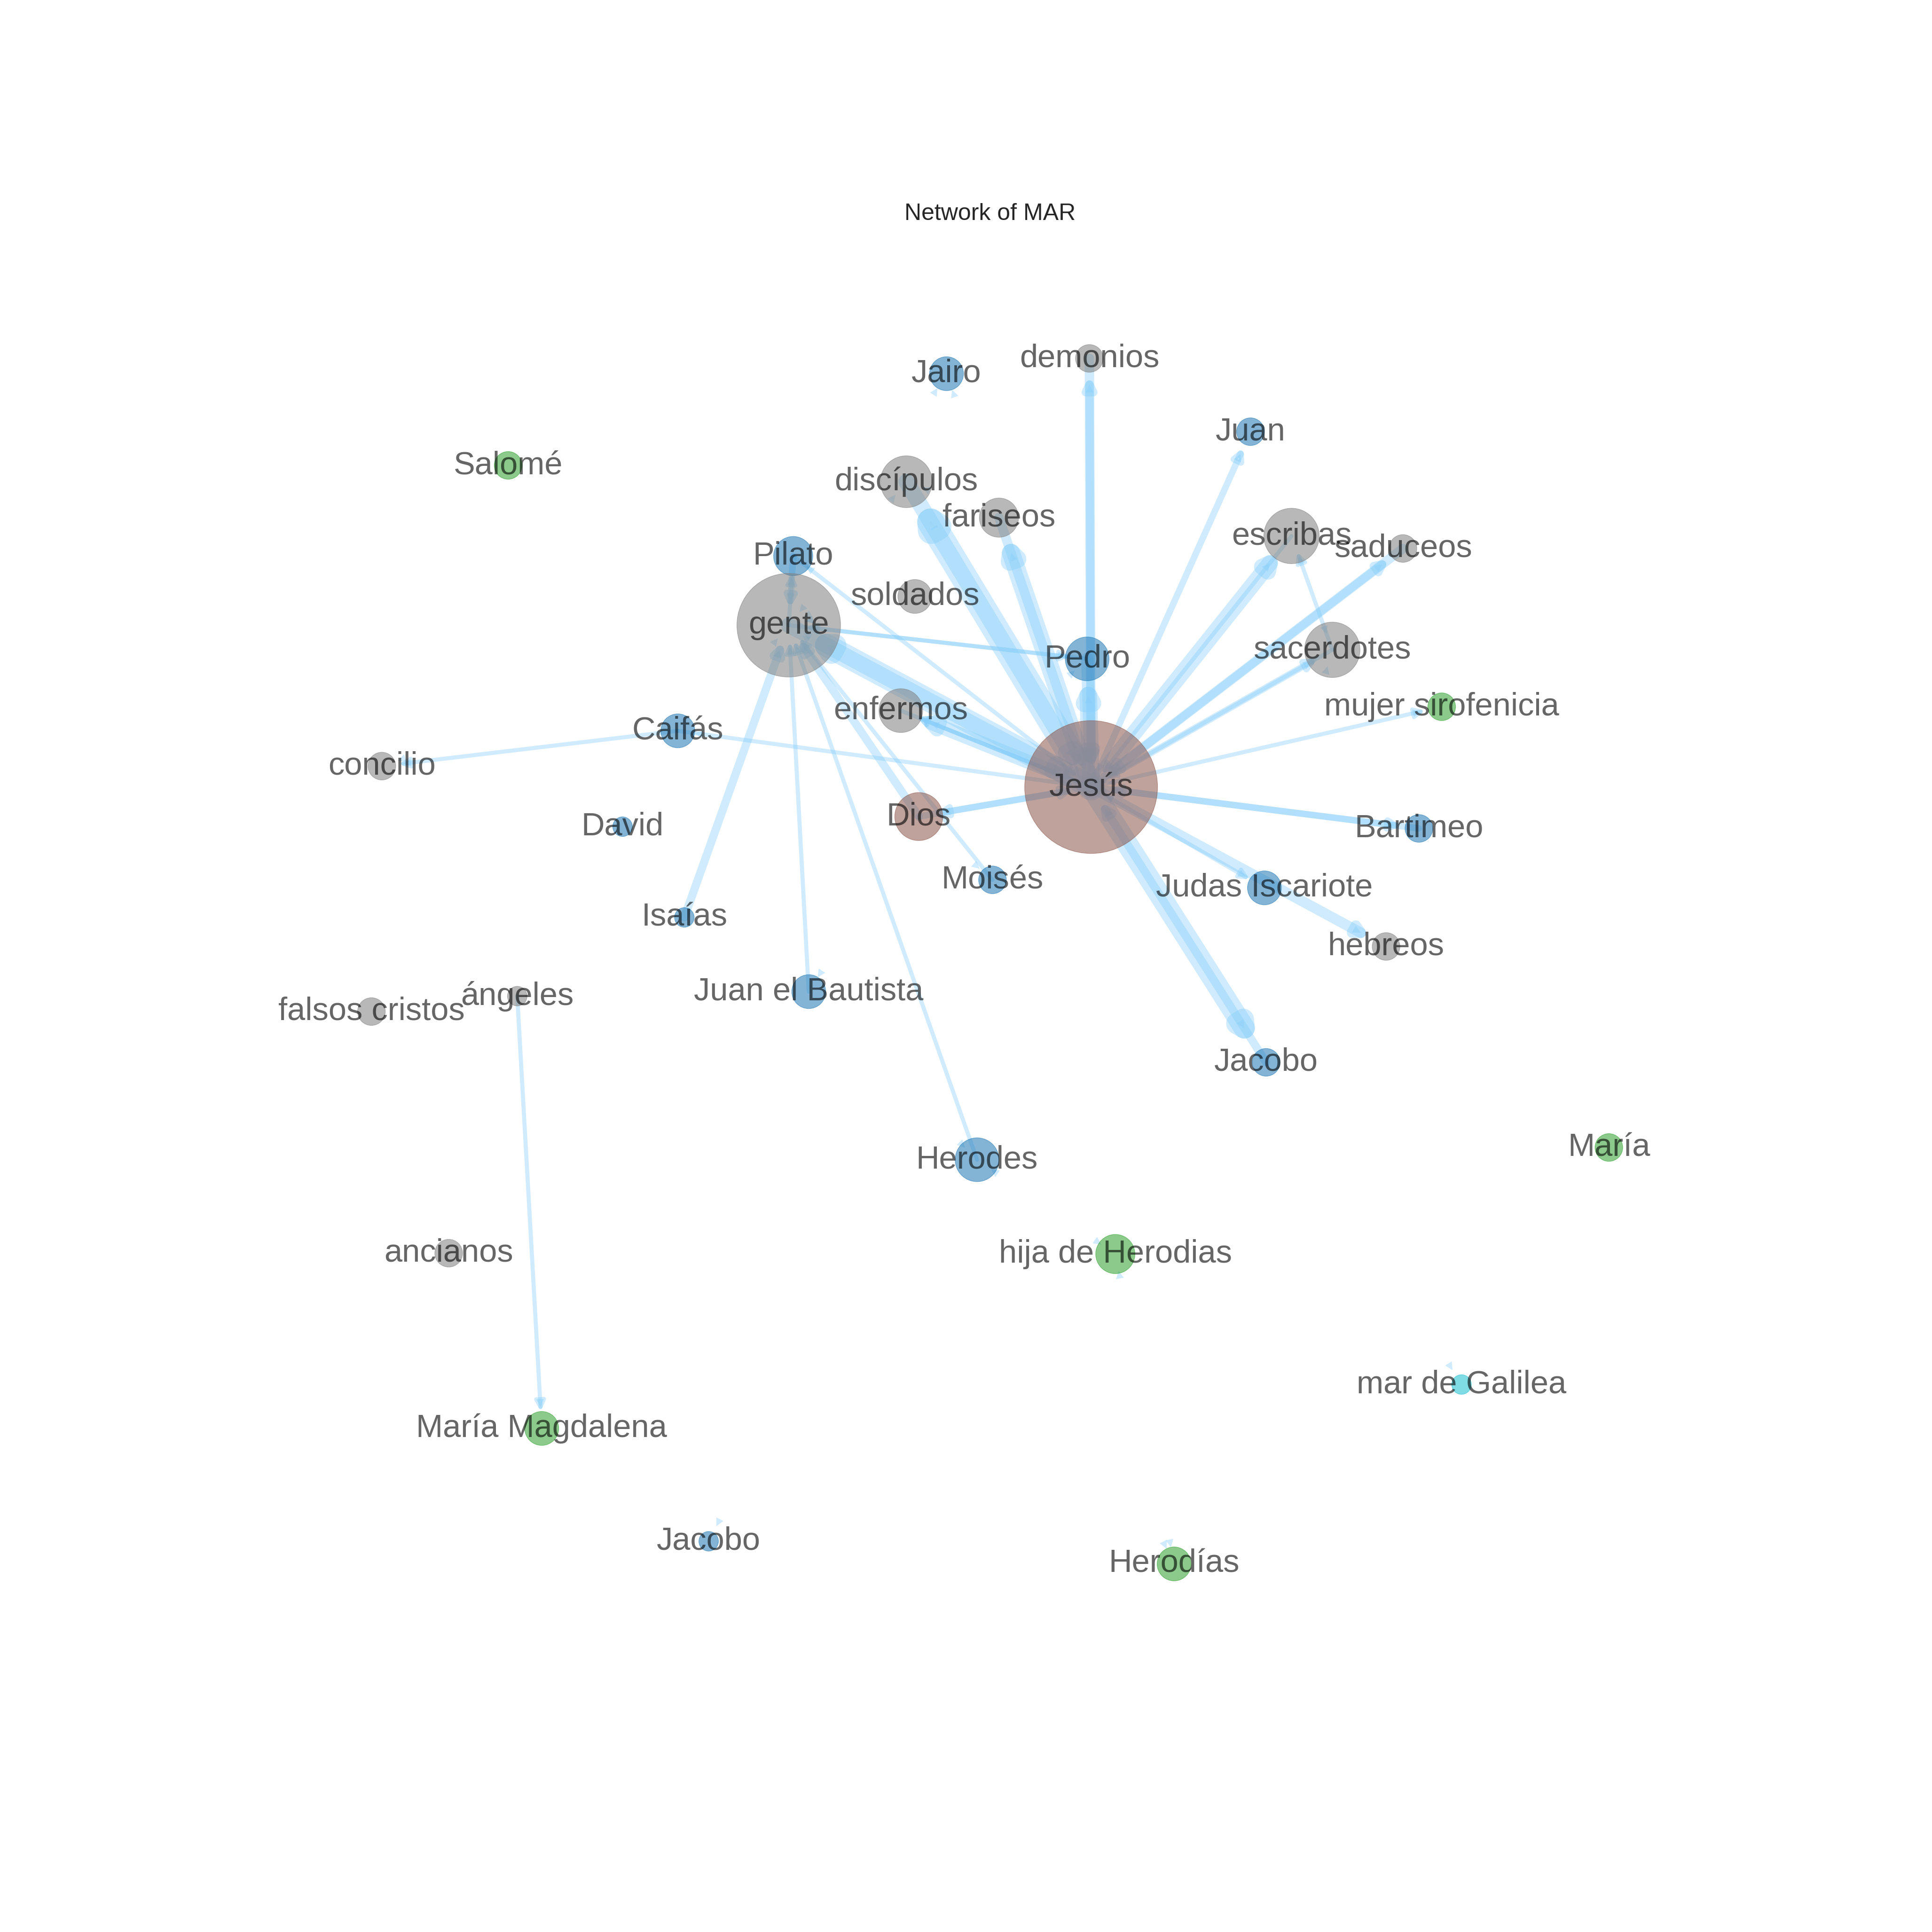 Network of MAR
demonios
Jairo
Juan
Salomé
discípulos
fariseos
escribas
saduceos
Pilato
soldados
gente
Pedro
sacerdotes
enfermos
mujer sirofenicia
Caifás
concilio
Jesús
Dios
David
Bartimeo
Moisés
Judas Iscariote
Isaías
hebreos
Juan el Bautista
ángeles
falsos cristos
Jacobo
María
Herodes
ancianos
hija de Herodias
mar de Galilea
María Magdalena
Jacobo
Herodías